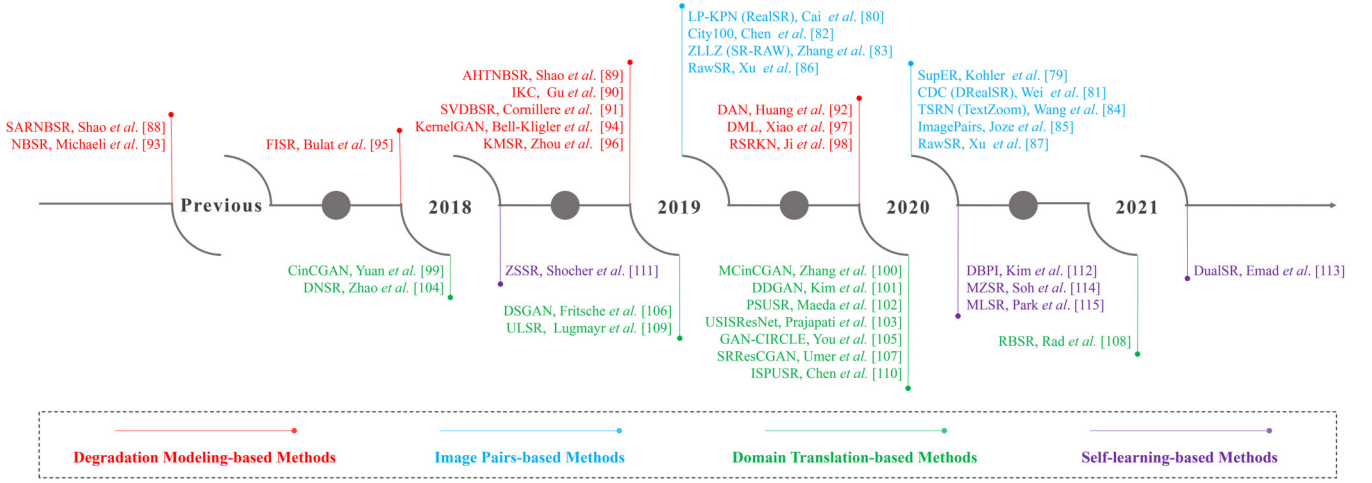 LP-KPN (RealSR), Cai et al. [80]
City100, Chen et al. [82]
ZLLZ (SR-RAW), Zhang et al. [83]
RawSR, Xu et al. [86]
AHTNBSR, Shao et al. [89]
IKC, Gu et al. [90]
SVDBSR, Cornillere et al. [91]
KernelGAN, Bell-Kligler et al. [94]
KMSR, Zhou et al. [96]
SupER, Kohler et al. [79]
CDC (DRealSR), Wei et al. [81]
TSRN (TextZoom), Wang et al. [84]
ImagePairs, Joze et al. [85]
RawSR, Xu et al. [87]
DAN, Huang et al. [92]
DML, Xiao et al. [97]
RSRKN, Ji et al. [98]
SARNBSR, Shao et al. [88]
NBSR, Michaeli et al. [93]
FISR, Bulat et al. [95]
Previous
2018
2019
2020
2021
CinCGAN, Yuan et al. [99]
DNSR, Zhao et al. [104]
ZSSR, Shocher et al. [111]
DSGAN, Fritsche et al. [106]
ULSR, Lugmayr et al. [109]
MCinCGAN, Zhang et al. [100]
DDGAN, Kim et al. [101]
PSUSR, Maeda et al. [102]
USISResNet, Prajapati et al. [103]
GAN-CIRCLE, You et al. [105]
SRResCGAN, Umer et al. [107]
ISPUSR, Chen et al. [110]
DBPI, Kim et al. [112]
MZSR, Soh et al. [114]
MLSR, Park et al. [115]
RBSR, Rad et al. [108]
DualSR, Emad et al. [113]
Degradation Modeling-based Methods
Image Pairs-based Methods
Domain Translation-based Methods
Self-learning-based Methods